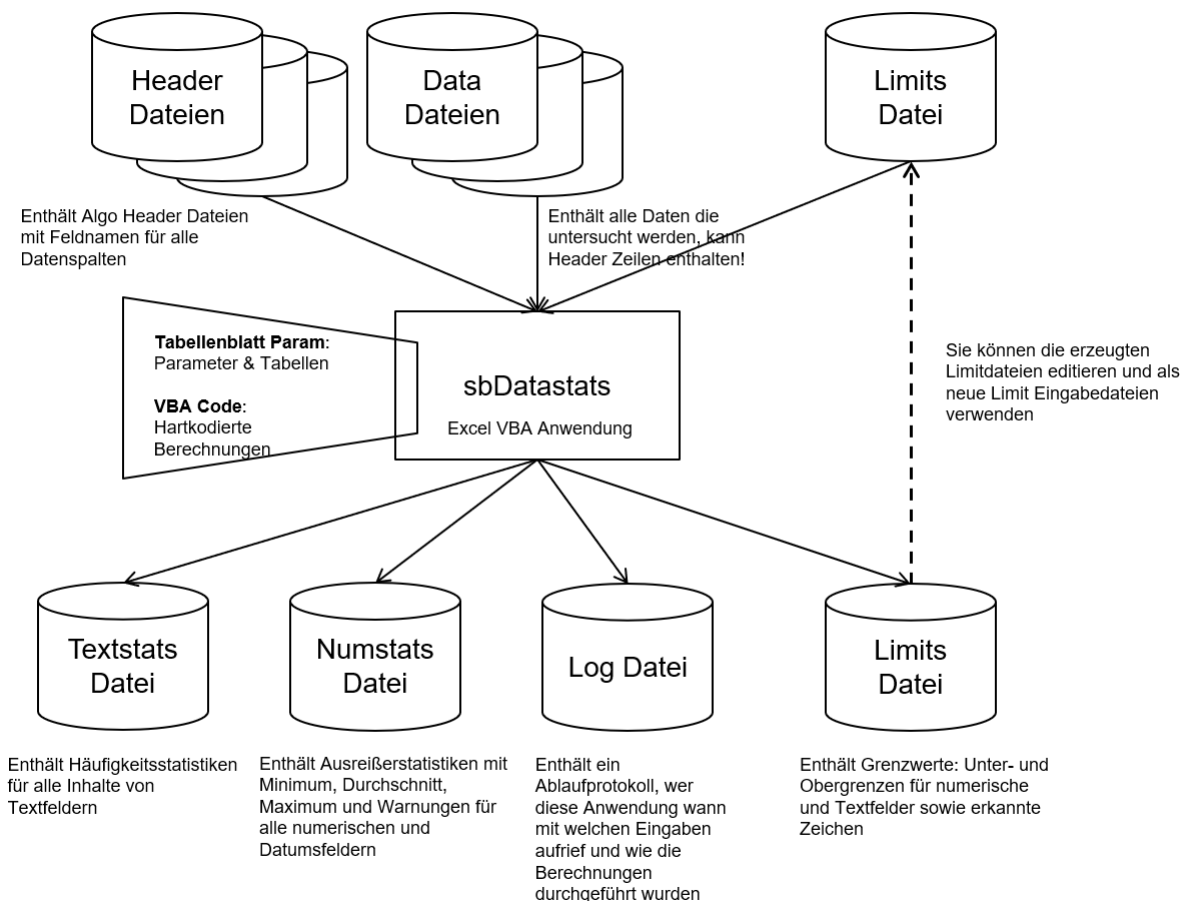 Header
Dateien
Data
Dateien
Limits
Datei
Enthält Algo Header Dateien
mit Feldnamen für alle
Datenspalten
Enthält alle Daten die
untersucht werden, kann
Header Zeilen enthalten!
Tabellenblatt Param:
Parameter & Tabellen
VBA Code:
Hartkodierte
Berechnungen
sbDatastats
Excel VBA Anwendung
Sie können die erzeugten
Limitdateien editieren und als
neue Limit Eingabedateien
verwenden
Textstats
Datei
Numstats
Datei
Log Datei
Limits
Datei
Enthält Häufigkeitsstatistiken
für alle Inhalte von
Textfeldern
Enthält Ausreißerstatistiken mit
Minimum, Durchschnitt,
Maximum und Warnungen für
alle numerischen und
Datumsfeldern
Enthält ein
Ablaufprotokoll, wer
diese Anwendung wann
mit welchen Eingaben
aufrief und wie die
Berechnungen
durchgeführt wurden
Enthält Grenzwerte: Unter- und
Obergrenzen für numerische
und Textfelder sowie erkannte
Zeichen